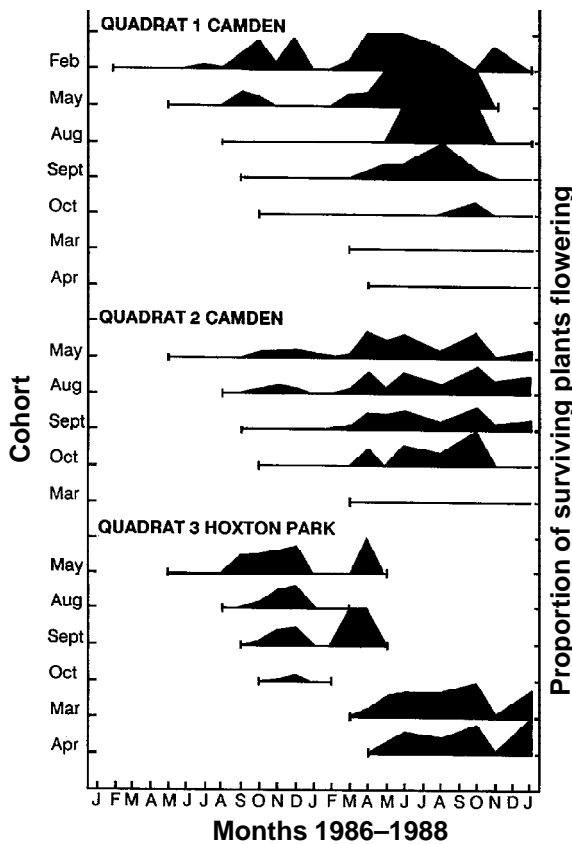 QUADRAT 1 CAMDEN
Feb
May
Aug
Sept
Oct
Mar
Apr
QUADRAT 2 CAMDEN
May
Aug
Sept
Oct
Mar
QUADRAT 3 HOXTON PARK
May
Aug
Sept
Oct
Mar
Apr
J F M A M J J A S O N D J F M A M J J A S O N D J
Months 1986–1988
Cohort
Proportion of surviving plants flowering